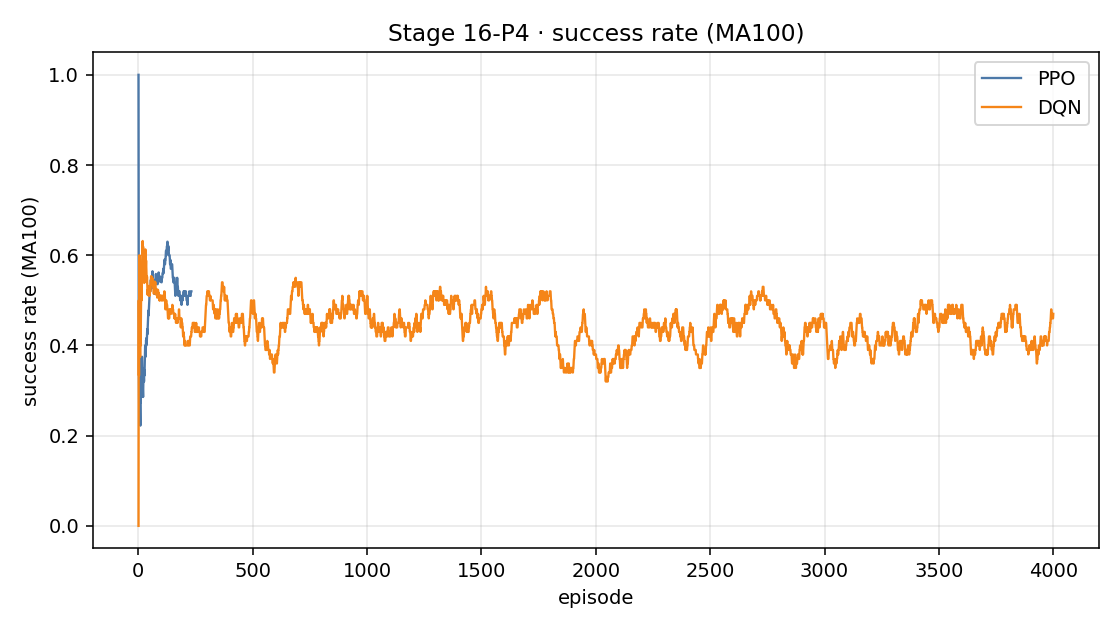 Stage 16-P4 · success rate (MA100)
PPO
DQN
success rate (MA100)
1.0
0.8
0.6
0.4
0.2
0.0
0 500 1000 1500 2000 2500 3000 3500 4000
episode